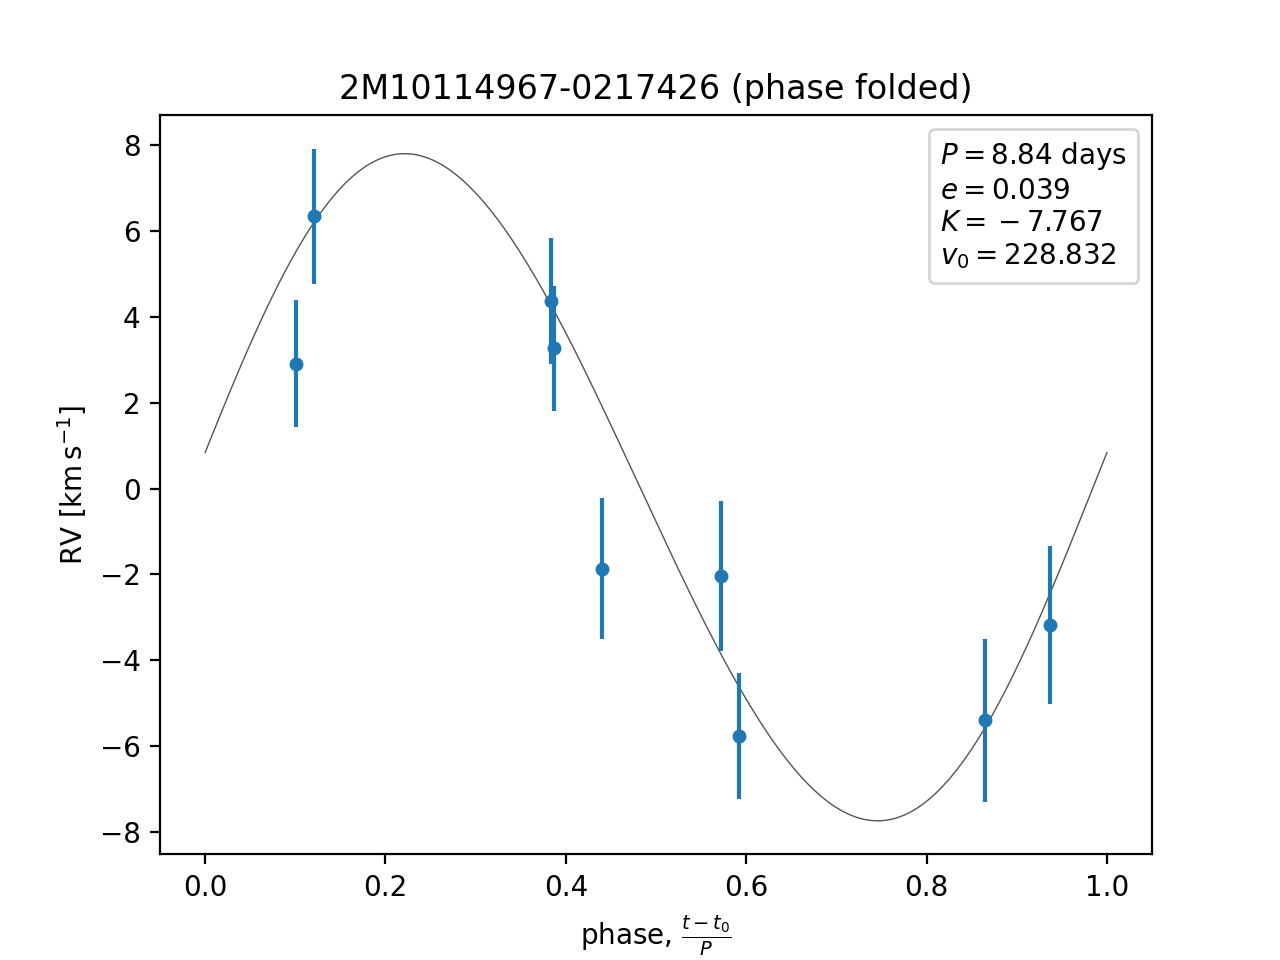 2M10114967-0217426 (phase folded)
P = 8.84 days
e = 0.039
K = −7.767
v₀ = 228.832
RV [km s⁻¹]
8
6
4
2
0
−2
−4
−6
−8
0.0 0.2 0.4 0.6 0.8 1.0
phase, (t − t₀)/P